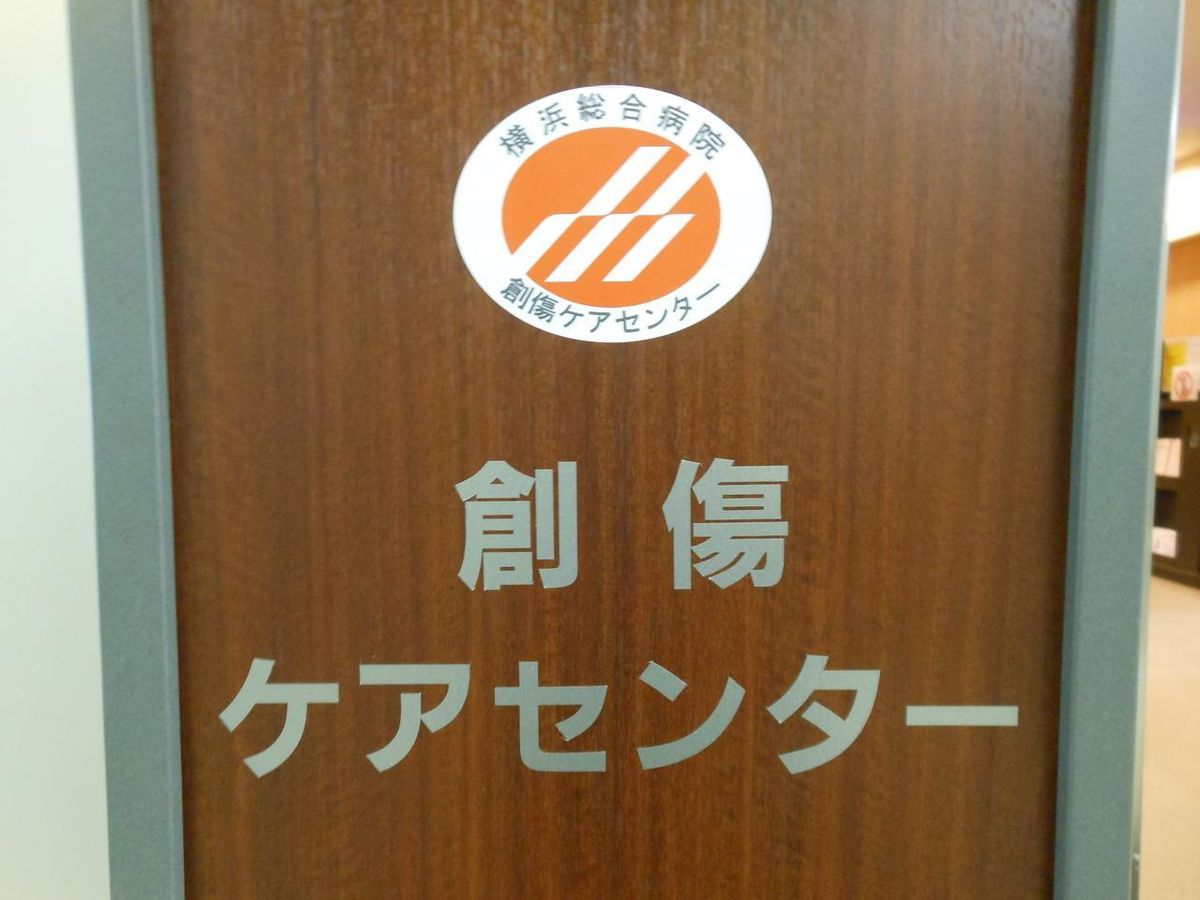 横浜総合病院
創傷ケアセンター
創傷
ケアセンター